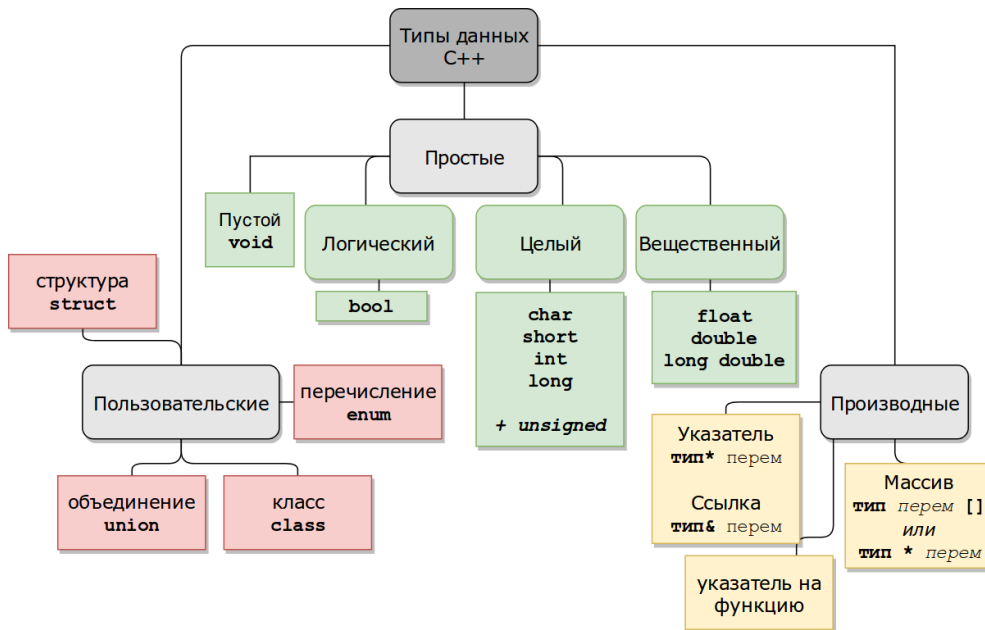 Типы данных
C++
Простые
Пустой
void
Логический
Целый
Вещественный
bool
char
short
int
long
+ unsigned
float
double
long double
структура
struct
Пользовательские
перечисление
enum
объединение
union
класс
class
Производные
Указатель
тип* перем
Ссылка
тип& перем
Массив
тип перем []
или
тип * перем
указатель на
функцию